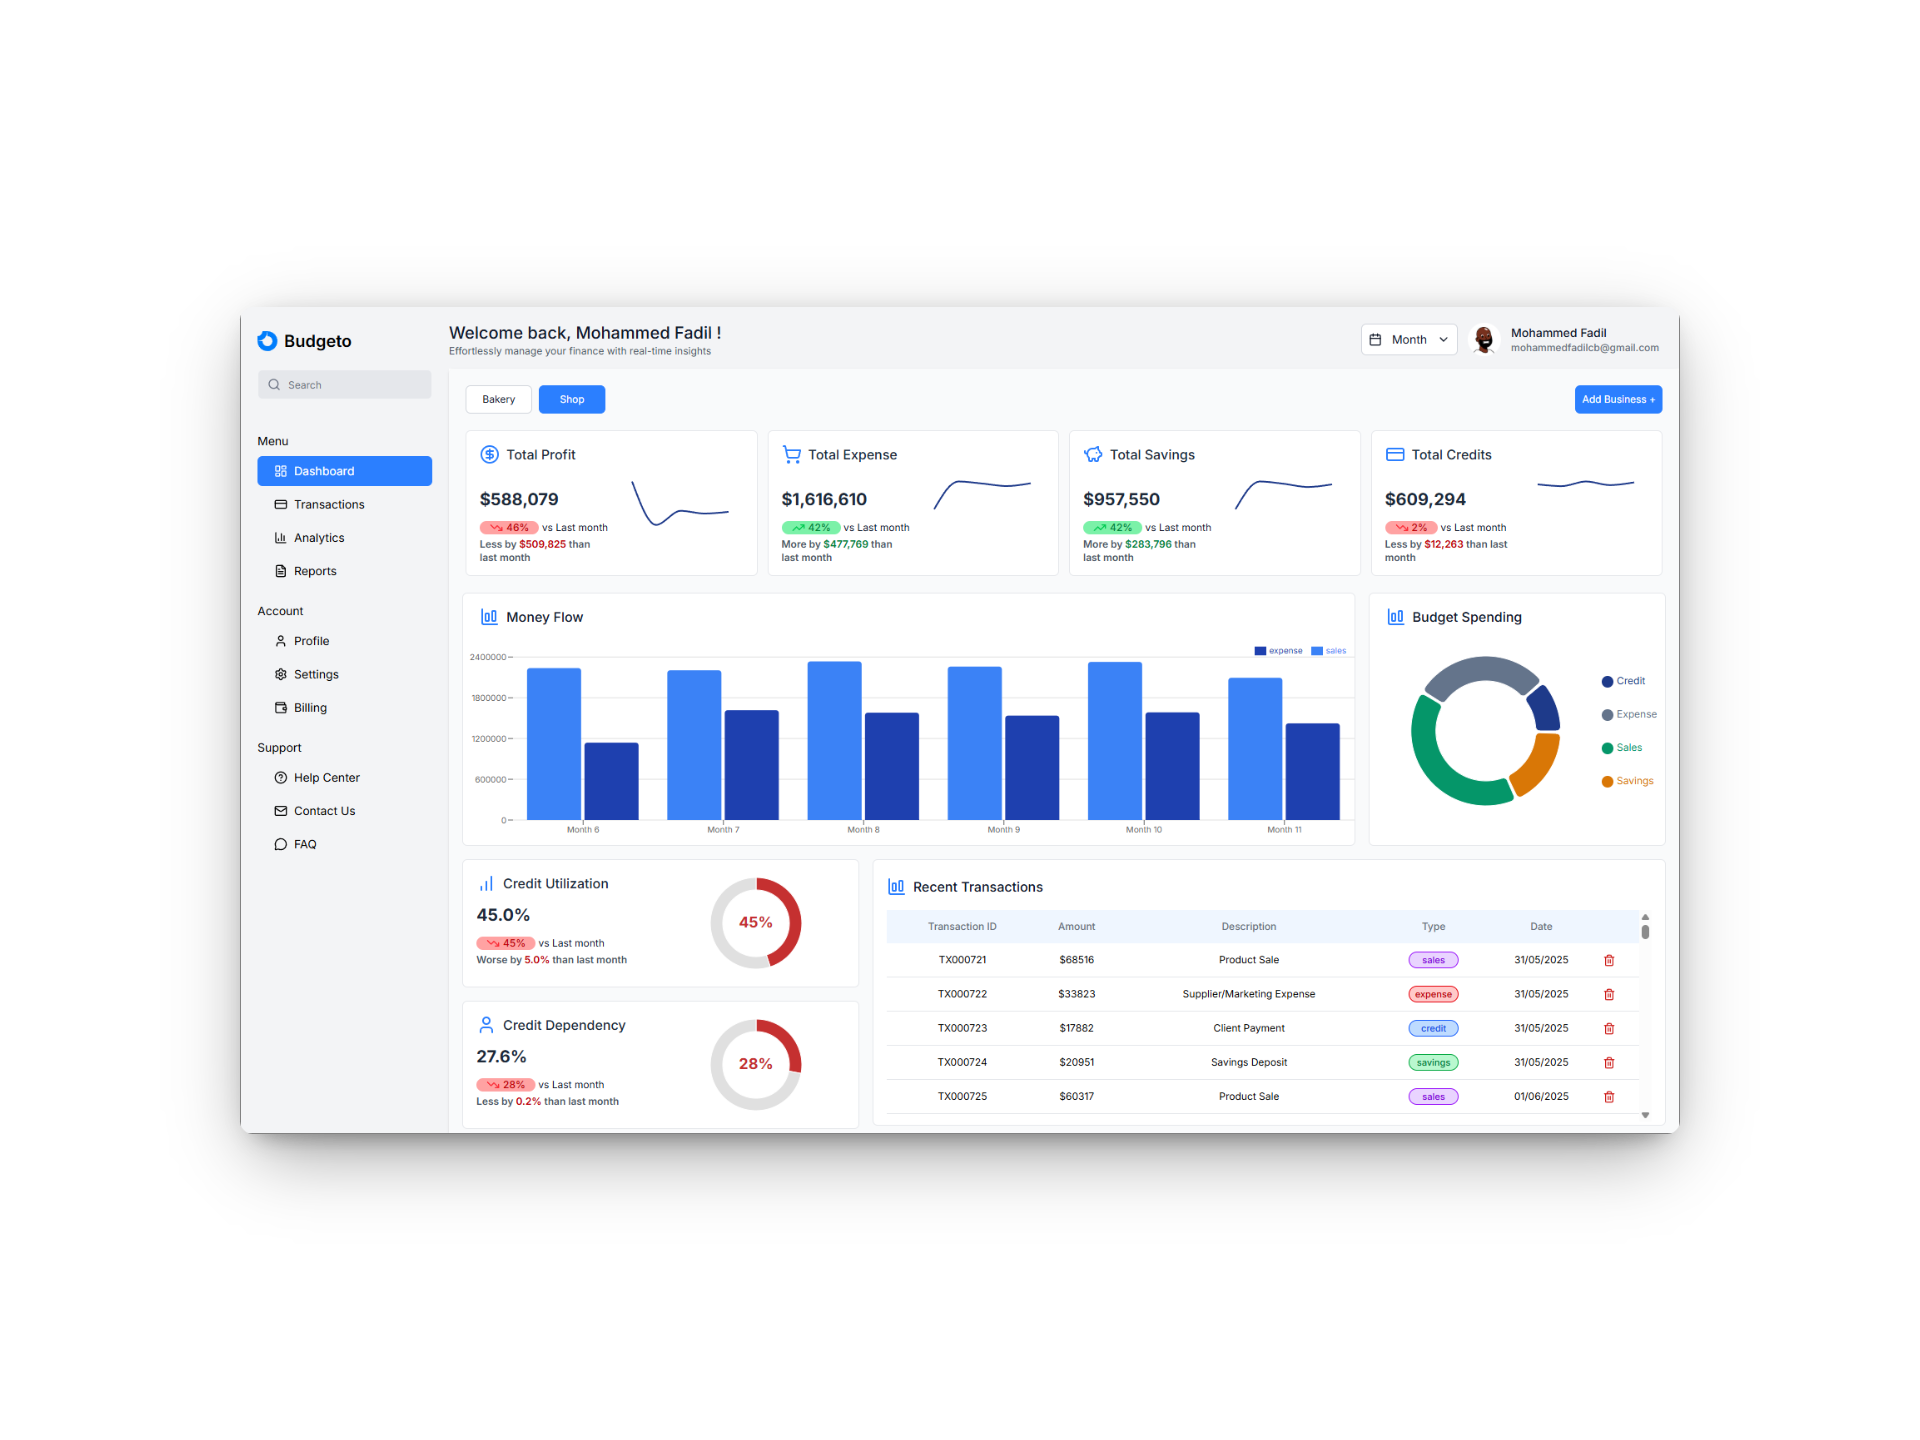 Budgeto
Search
Menu
Dashboard
Transactions
Analytics
Reports
Account
Profile
Settings
Billing
Support
Help Center
Contact Us
FAQ
Welcome back, Mohammed Fadil !
Effortlessly manage your finance with real-time insights
Month
Mohammed Fadil
mohammedfadilcb@gmail.com
Bakery
Shop
Add Business +
Total Profit
$588,079
46% vs Last month
Less by $509,825 than
last month
Total Expense
$1,616,610
42% vs Last month
More by $477,769 than
last month
Total Savings
$957,550
42% vs Last month
More by $283,796 than
last month
Total Credits
$609,294
2% vs Last month
Less by $12,263 than last
month
Money Flow
expense sales
2400000
1800000
1200000
600000
0
Month 6 Month 7 Month 8 Month 9 Month 10 Month 11
Budget Spending
Credit
Expense
Sales
Savings
Credit Utilization
45.0%
45% vs Last month
Worse by 5.0% than last month
45%
Credit Dependency
27.6%
28% vs Last month
Less by 0.2% than last month
28%
Recent Transactions
Transaction ID Amount Description Type Date
TX000721 $68516 Product Sale sales 31/05/2025
TX000722 $33823 Supplier/Marketing Expense expense 31/05/2025
TX000723 $17882 Client Payment credit 31/05/2025
TX000724 $20951 Savings Deposit savings 31/05/2025
TX000725 $60317 Product Sale sales 01/06/2025